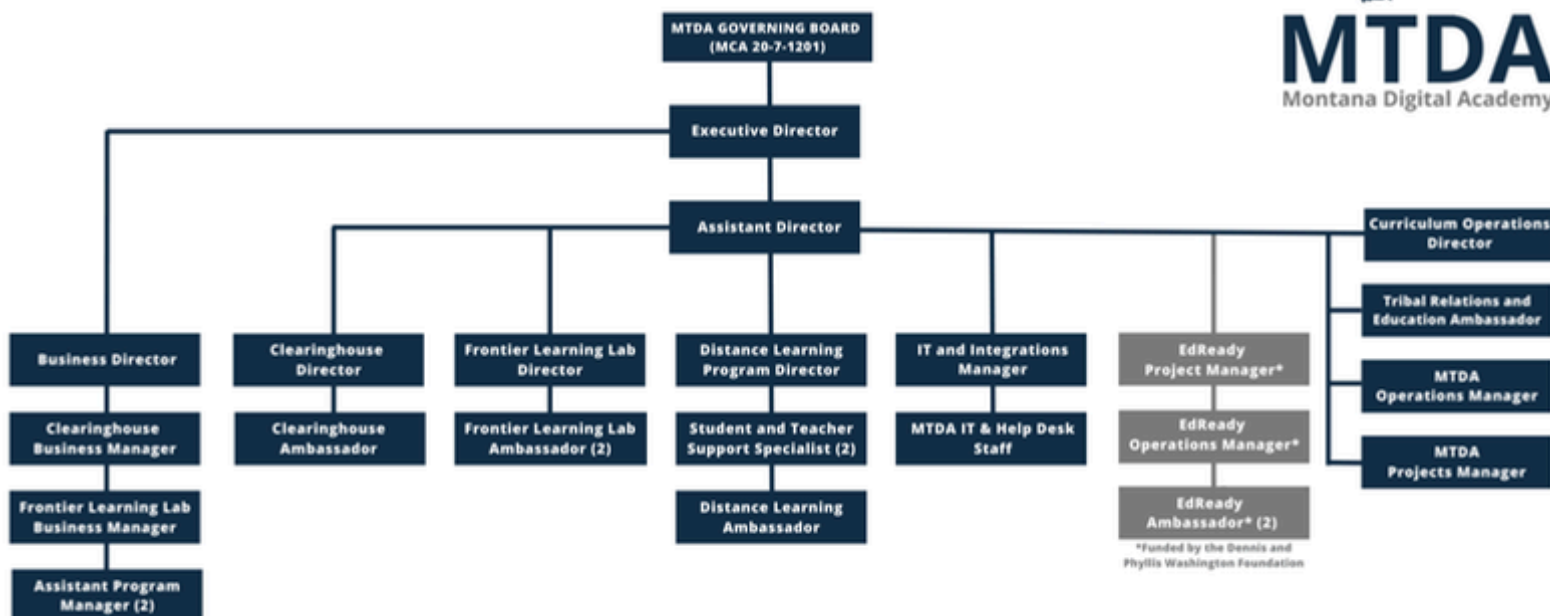 MTDA GOVERNING BOARD
(MCA 20-7-1201)
MTDA
Montana Digital Academy
Executive Director
Assistant Director
Curriculum Operations
Director
Tribal Relations and
Education Ambassador
MTDA
Operations Manager
MTDA
Projects Manager
Business Director
Clearinghouse
Business Manager
Frontier Learning Lab
Business Manager
Assistant Program
Manager (2)
Clearinghouse
Director
Clearinghouse
Ambassador
Frontier Learning Lab
Director
Frontier Learning Lab
Ambassador (2)
Distance Learning
Program Director
Student and Teacher
Support Specialist (2)
Distance Learning
Ambassador
IT and Integrations
Manager
MTDA IT & Help Desk
Staff
EdReady
Project Manager*
EdReady
Operations Manager*
EdReady
Ambassador* (2)
*Funded by the Dennis and
Phyllis Washington Foundation